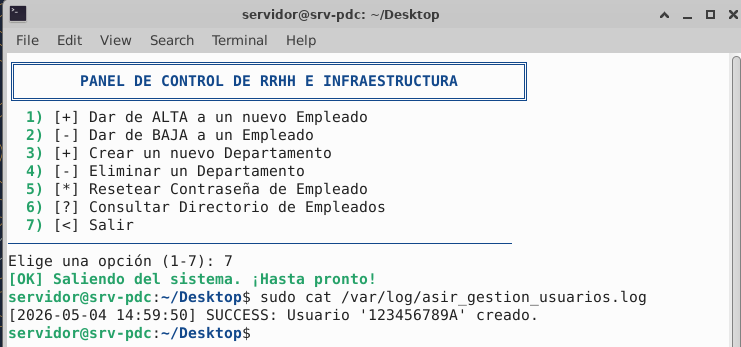 servidor@srv-pdc: ~/Desktop
File Edit View Search Terminal Help
PANEL DE CONTROL DE RRHH E INFRAESTRUCTURA
1) [+] Dar de ALTA a un nuevo Empleado
2) [-] Dar de BAJA a un Empleado
3) [+] Crear un nuevo Departamento
4) [-] Eliminar un Departamento
5) [*] Resetear Contraseña de Empleado
6) [?] Consultar Directorio de Empleados
7) [<] Salir
Elige una opción (1-7): 7
[OK] Saliendo del sistema. ¡Hasta pronto!
servidor@srv-pdc:~/Desktop$ sudo cat /var/log/asir_gestion_usuarios.log
[2026-05-04 14:59:50] SUCCESS: Usuario '123456789A' creado.
servidor@srv-pdc:~/Desktop$